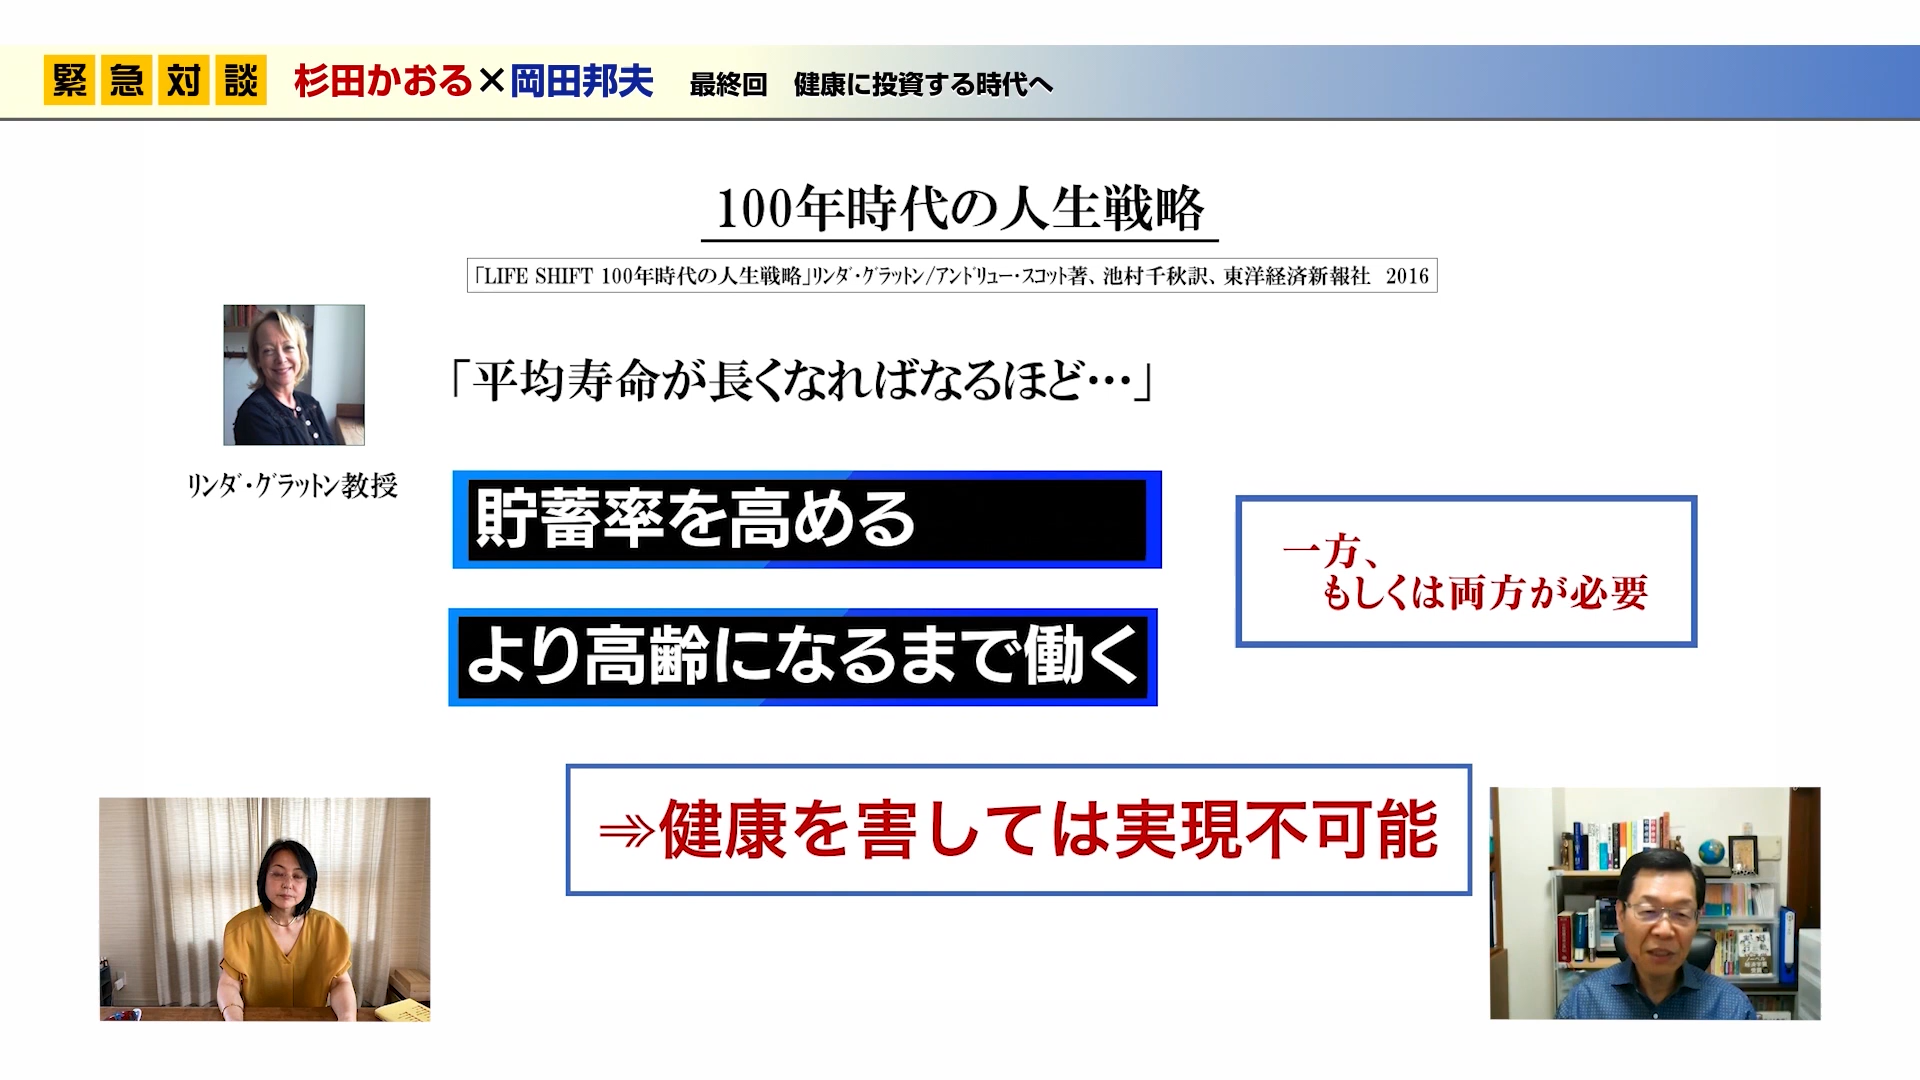 緊急対談 杉田かおる×岡田邦夫 最終回 健康に投資する時代へ
100年時代の人生戦略
「LIFE SHIFT 100年時代の人生戦略」ﾘﾝﾀﾞ・ｸﾞﾗｯﾄﾝ/ｱﾝﾄﾞﾘｭｰ・ｽｺｯﾄ著、池村千秋訳、東洋経済新報社 2016
「平均寿命が長くなればなるほど…」
ﾘﾝﾀﾞ・ｸﾞﾗｯﾄﾝ教授
貯蓄率を高める
より高齢になるまで働く
一方、
もしくは両方が必要
⇒健康を害しては実現不可能